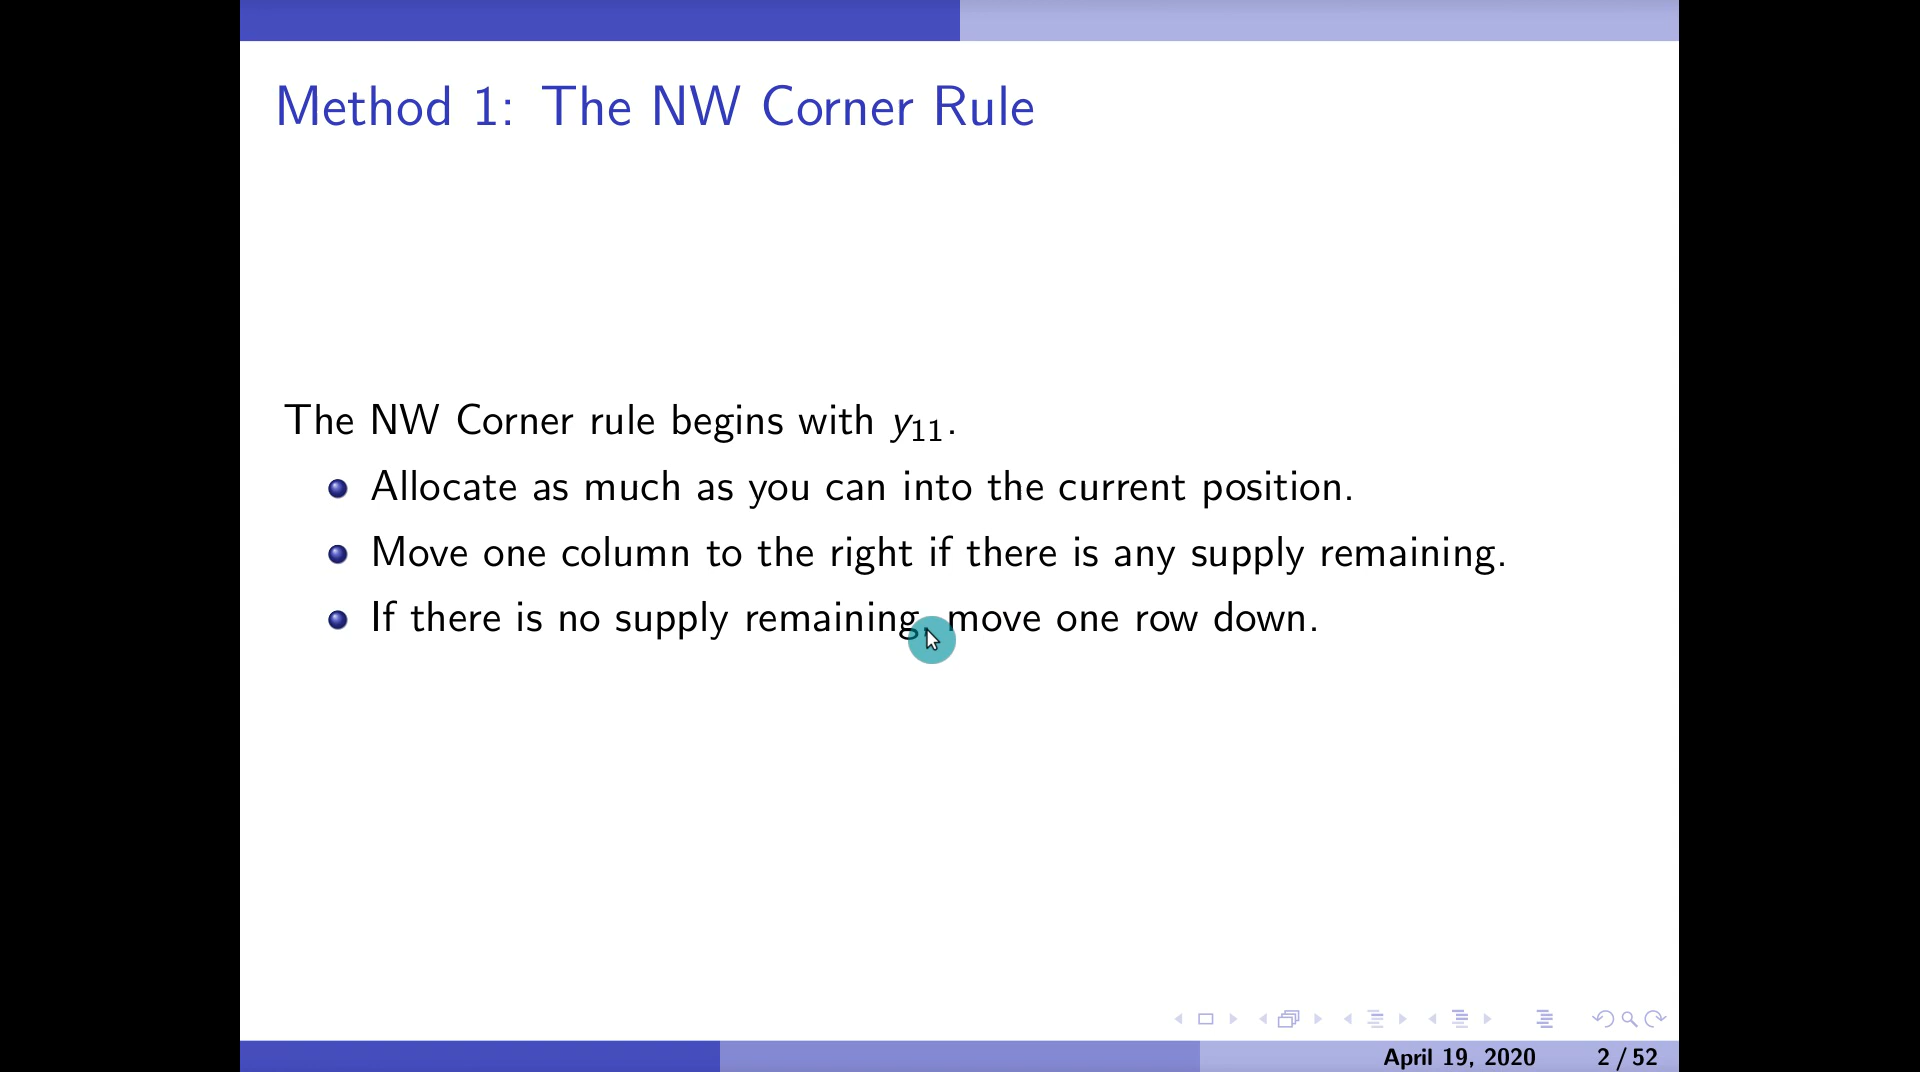 Method 1: The NW Corner Rule
The NW Corner rule begins with y₁₁.
Allocate as much as you can into the current position.
Move one column to the right if there is any supply remaining.
If there is no supply remaining, move one row down.
April 19, 2020 2 / 52